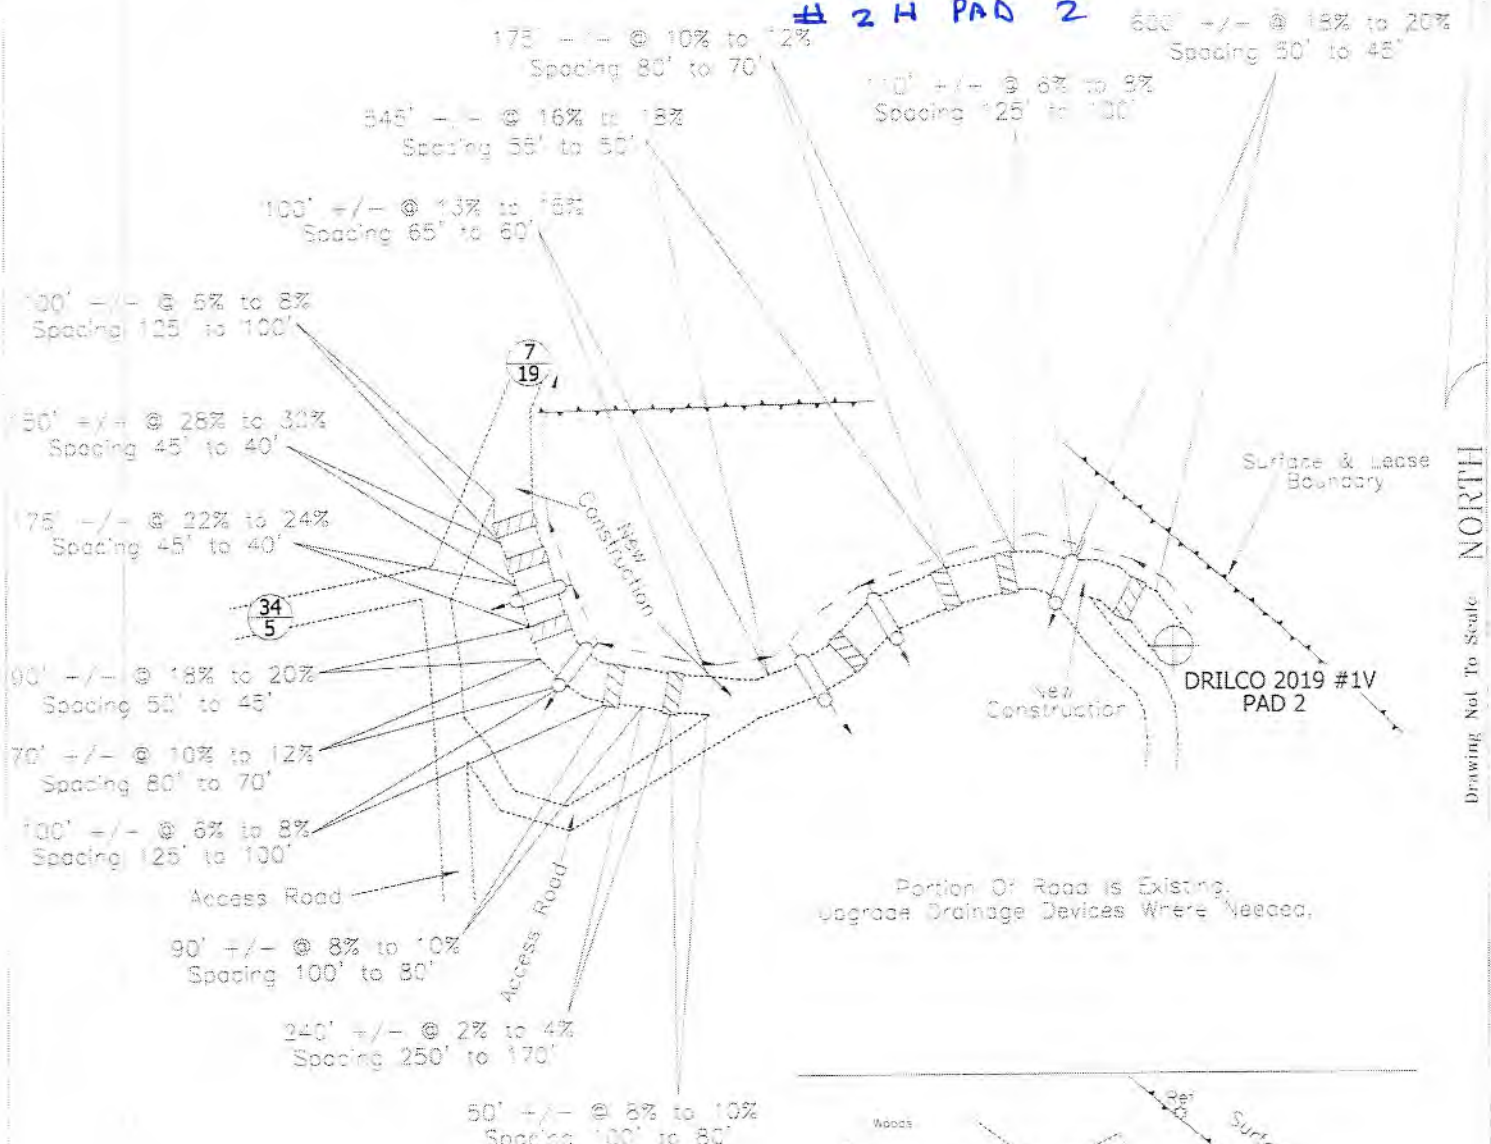 # 2H PAD 2
175' +/- @ 10% to 12%
Spacing 80' to 70'
600' +/- @ 18% to 20%
Spacing 50' to 45'
+/- @ 6% to 8%
Spacing 125' to 100'
545' +/- @ 16% to 18%
Spacing 55' to 50'
100' +/- @ 13% to 15%
Spacing 65' to 60'
100' +/- @ 6% to 8%
Spacing 125' to 100'
7
19
150' +/- @ 28% to 30%
Spacing 45' to 40'
Surface & Lease
Boundary
NORTH
Drawing Not To Scale
175' +/- @ 22% to 24%
Spacing 45' to 40'
New
Construction
34
5
90' +/- @ 18% to 20%
Spacing 50' to 45'
DRILCO 2019 #1V
PAD 2
New
Construction
70' +/- @ 10% to 12%
Spacing 80' to 70'
100' +/- @ 6% to 8%
Spacing 125' to 100'
Access Road
Access Road
Portion Of Road Is Existing.
Upgrade Drainage Devices Where Needed.
90' +/- @ 8% to 10%
Spacing 100' to 80'
240' +/- @ 2% to 4%
Spacing 250' to 170'
50' +/- @ 8% to 10%
Spacing 100' to 80'
Woods
Ref